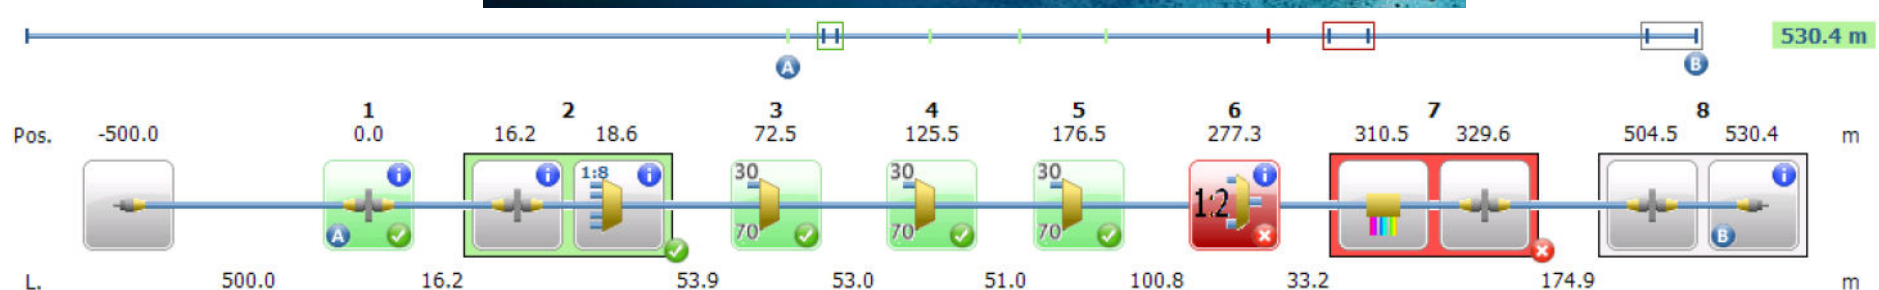 530.4 m
A
B
1 2 3 4 5 6 7 8
Pos. -500.0 0.0 16.2 18.6 72.5 125.5 176.5 277.3 310.5 329.6 504.5 530.4 m
i i 1:8 i 30 30 30 i i
1:2
A 70 70 70 B
L. 500.0 16.2 53.9 53.0 51.0 100.8 33.2 174.9 m